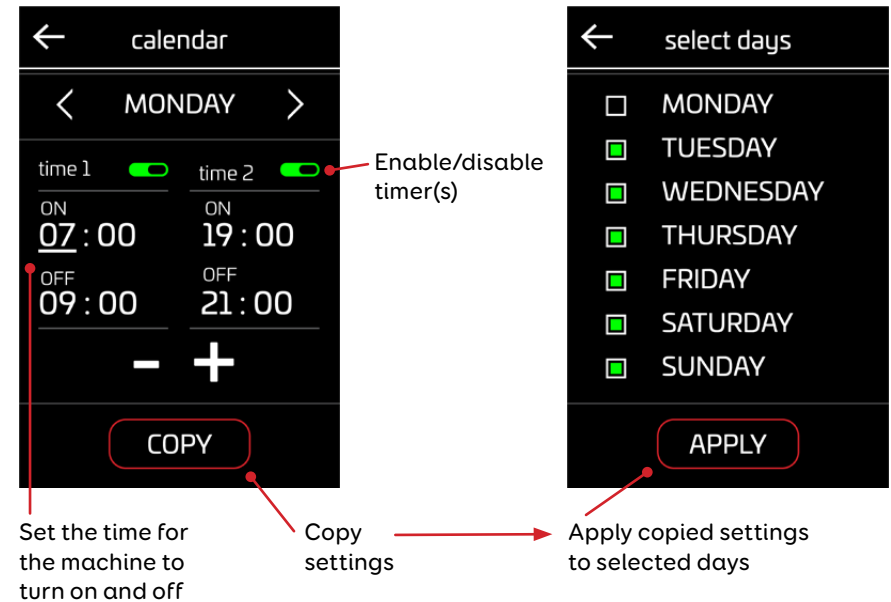 calendar
MONDAY
time 1
time 2
ON
07 : 00
ON
19 : 00
OFF
09 : 00
OFF
21 : 00
- +
COPY
Enable/disable
timer(s)
Set the time for
the machine to
turn on and off
Copy
settings
select days
MONDAY
TUESDAY
WEDNESDAY
THURSDAY
FRIDAY
SATURDAY
SUNDAY
APPLY
Apply copied settings
to selected days